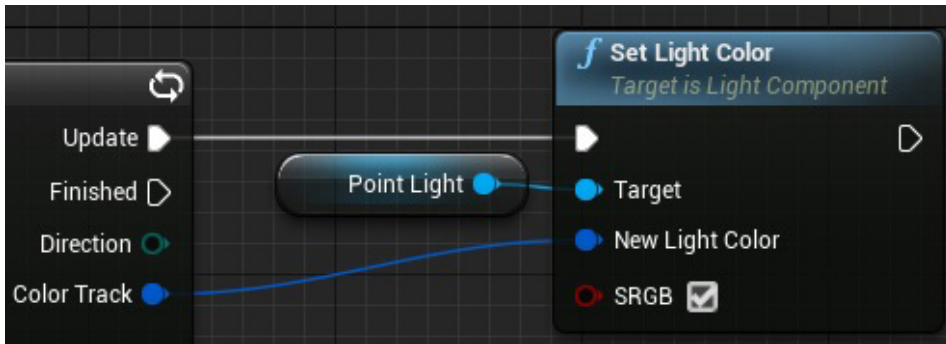 Update
Finished
Direction
Color Track
Point Light
f Set Light Color
Target is Light Component
Target
New Light Color
SRGB